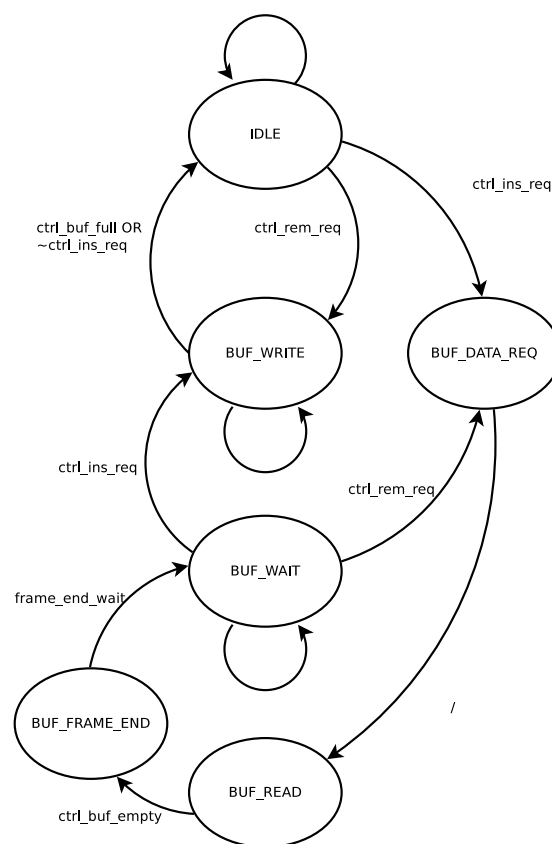 IDLE
ctrl_ins_req
ctrl_buf_full OR
~ctrl_ins_req
ctrl_rem_req
BUF_WRITE
BUF_DATA_REQ
ctrl_ins_req
ctrl_rem_req
BUF_WAIT
frame_end_wait
/
BUF_FRAME_END
BUF_READ
ctrl_buf_empty